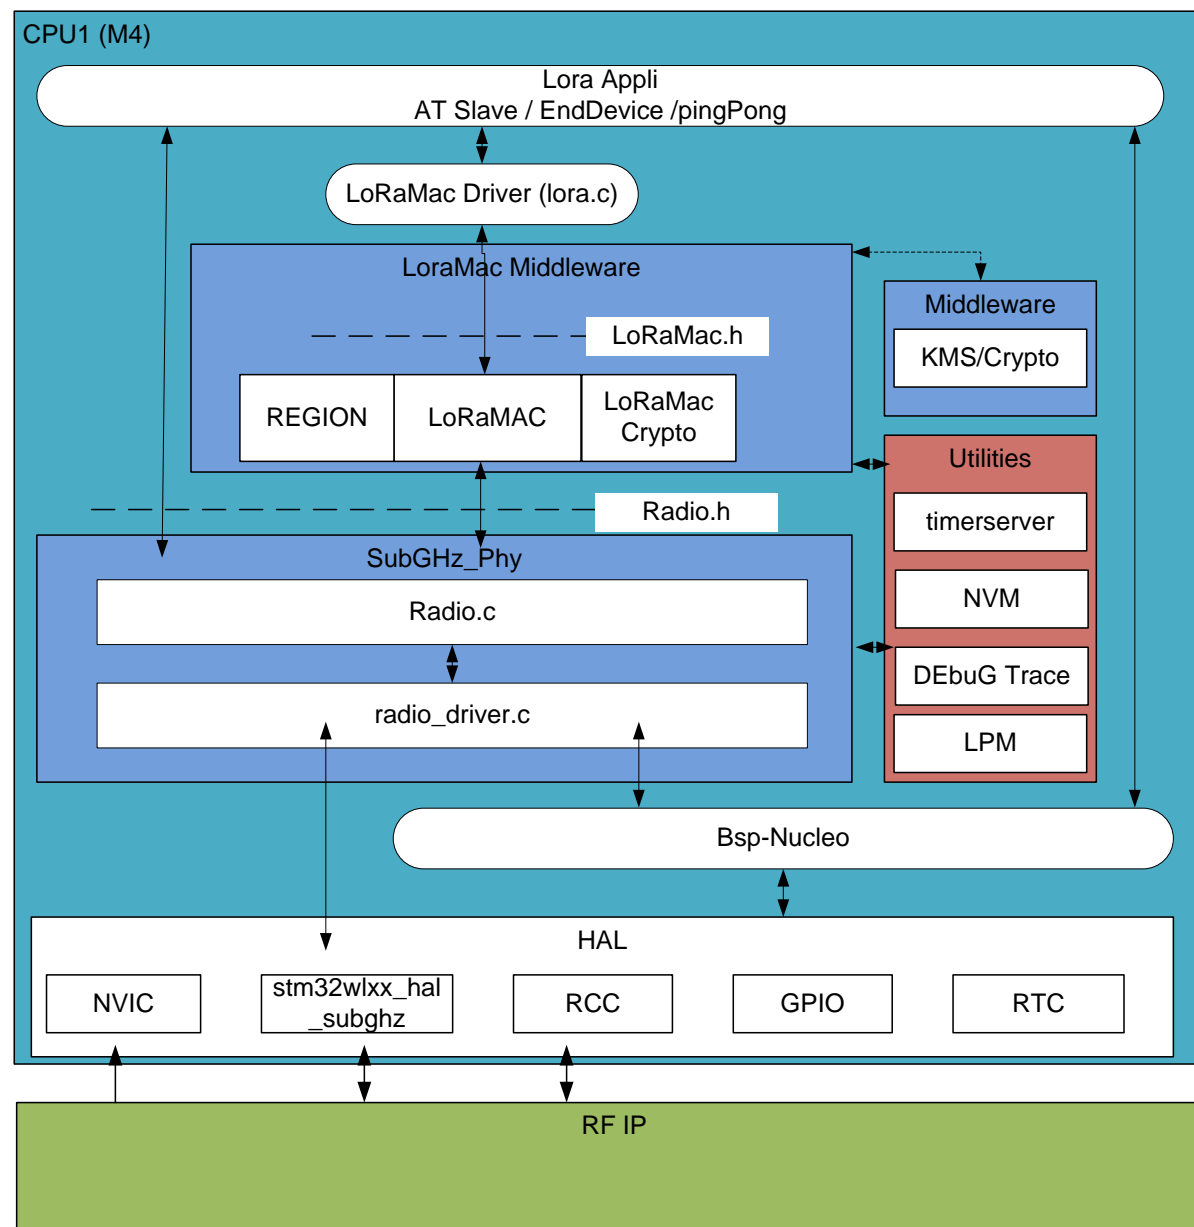 CPU1 (M4)
Lora Appli
AT Slave / EndDevice /pingPong
LoRaMac Driver (lora.c)
LoraMac Middleware
LoRaMac.h
REGION
LoRaMAC
LoRaMac
Crypto
Middleware
KMS/Crypto
Utilities
timerserver
NVM
DEbuG Trace
LPM
Radio.h
SubGHz_Phy
Radio.c
radio_driver.c
Bsp-Nucleo
HAL
NVIC
stm32wlxx_hal
_subghz
RCC
GPIO
RTC
RF IP